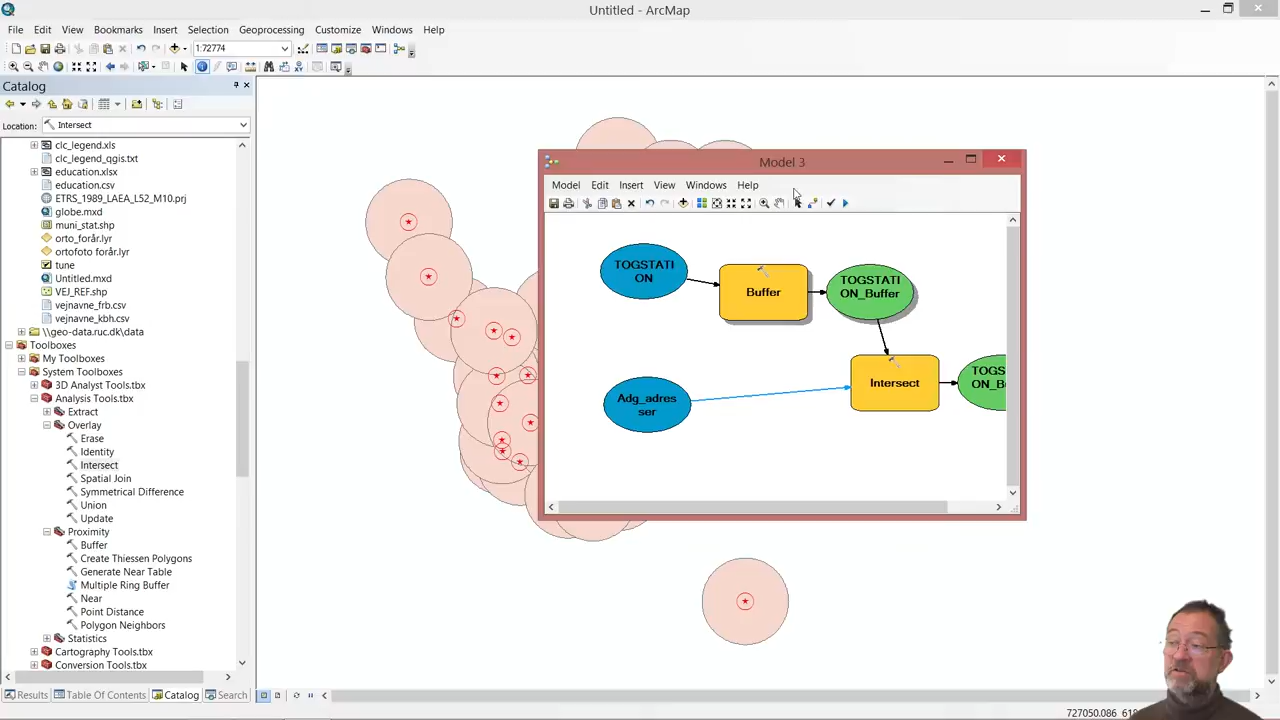 Untitled - ArcMap
File Edit View Bookmarks Insert Selection Geoprocessing Customize Windows Help
1:72774
Catalog
Location: Intersect
clc_legend.xls
clc_legend_qgis.txt
education.xlsx
education.csv
ETRS_1989_LAEA_L52_M10.prj
globe.mxd
muni_stat.shp
orto_forår.lyr
ortofoto forår.lyr
tune
Untitled.mxd
VEJ_REF.shp
vejnavne_frb.csv
vejnavne_kbh.csv
\\geo-data.ruc.dk\data
Toolboxes
My Toolboxes
System Toolboxes
3D Analyst Tools.tbx
Analysis Tools.tbx
Extract
Overlay
Erase
Identity
Intersect
Spatial Join
Symmetrical Difference
Union
Update
Proximity
Buffer
Create Thiessen Polygons
Generate Near Table
Multiple Ring Buffer
Near
Point Distance
Polygon Neighbors
Statistics
Cartography Tools.tbx
Conversion Tools.tbx
Results Table Of Contents Catalog Search
Model 3
Model Edit Insert View Windows Help
TOGSTATI
ON
Buffer
TOGSTATI
ON_Buffer
Adg_adres
ser
Intersect
TOGS
ON_B
727050.086